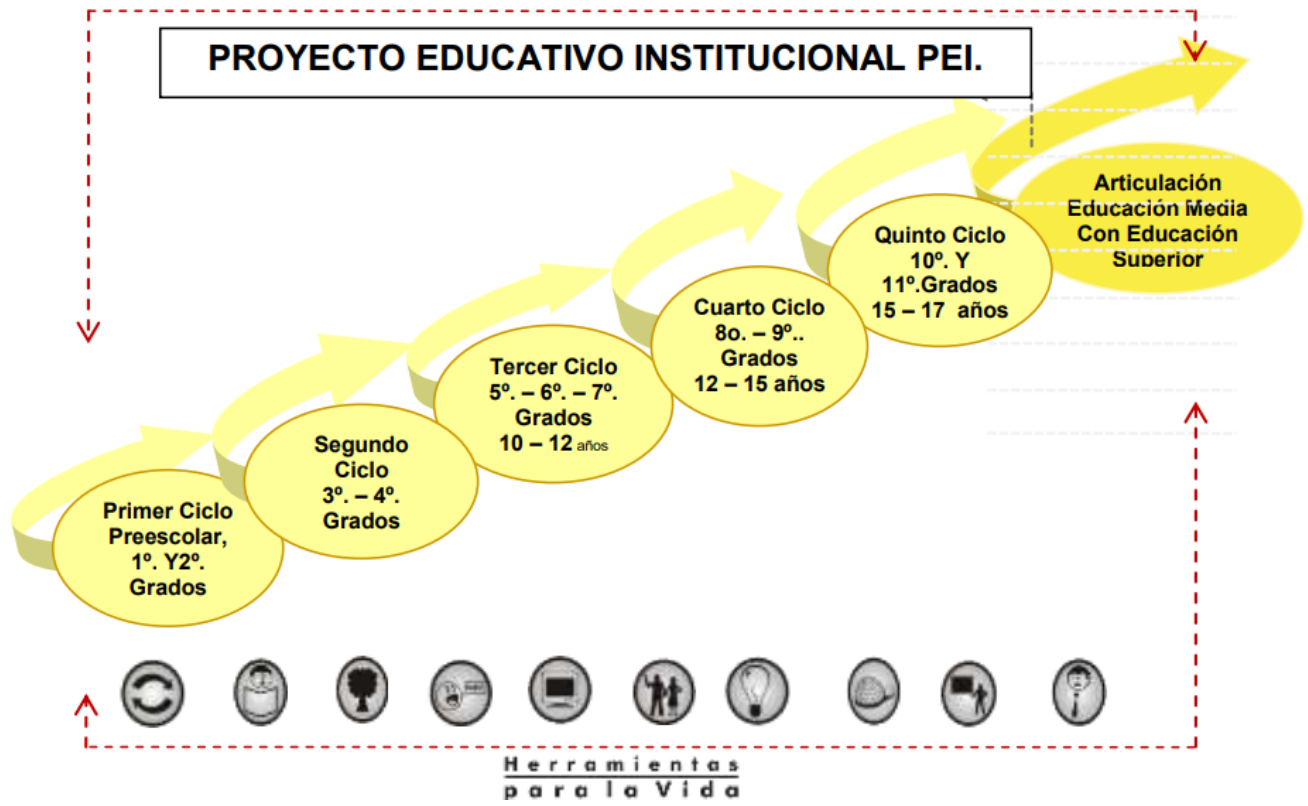 PROYECTO EDUCATIVO INSTITUCIONAL PEI.
Primer Ciclo
Preescolar,
1º. Y2º.
Grados
Segundo
Ciclo
3º. – 4º.
Grados
Tercer Ciclo
5º. – 6º. – 7º.
Grados
10 – 12 años
Cuarto Ciclo
8o. – 9º..
Grados
12 – 15 años
Quinto Ciclo
10º. Y
11º.Grados
15 – 17 años
Articulación
Educación Media
Con Educación
Superior
Herramientas
para la Vida